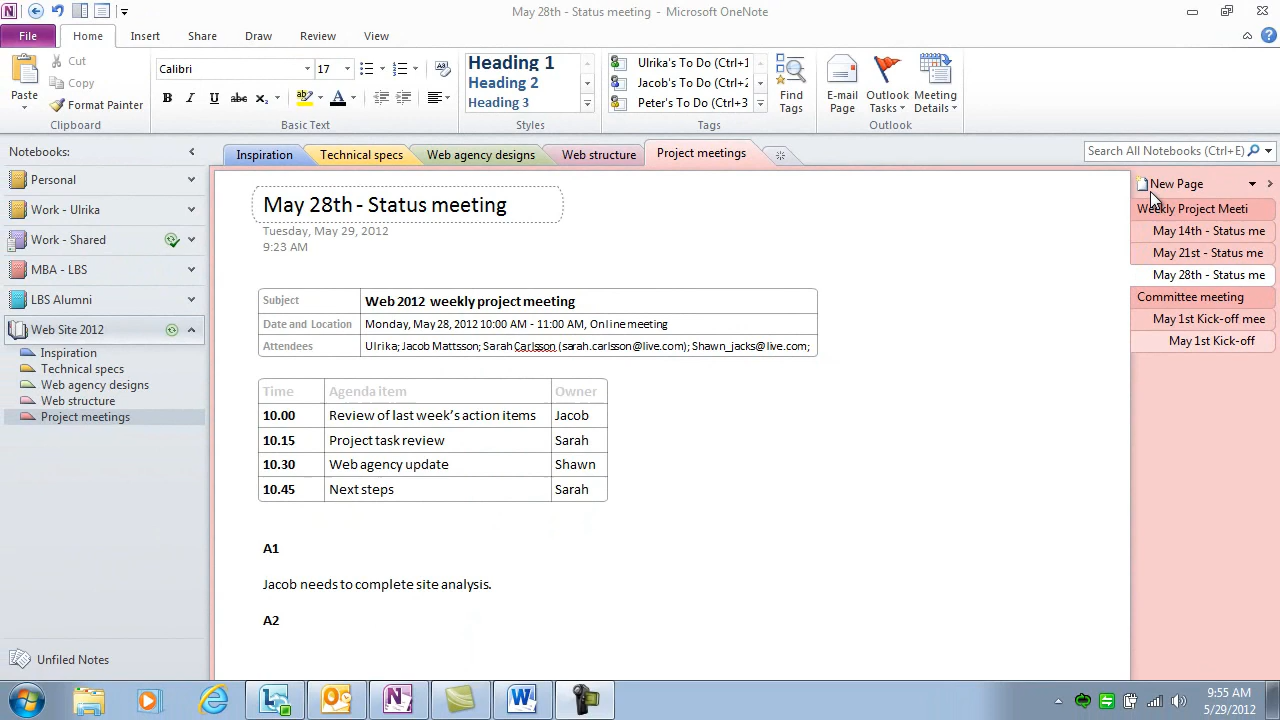 May 28th - Status meeting - Microsoft OneNote
File Home Insert Share Draw Review View
Paste
Cut
Copy
Format Painter
Clipboard
Calibri 17
B I U abc X₂ ab A
Basic Text
Heading 1
Heading 2
Heading 3
Styles
Ulrika's To Do (Ctrl+1
Jacob's To Do (Ctrl+2
Peter's To Do (Ctrl+3
Tags
Find Tags
E-mail Page
Outlook Tasks
Meeting Details
Outlook
Notebooks:
Personal
Work - Ulrika
Work - Shared
MBA - LBS
LBS Alumni
Web Site 2012
Inspiration
Technical specs
Web agency designs
Web structure
Project meetings
Unfiled Notes
Inspiration Technical specs Web agency designs Web structure Project meetings
Search All Notebooks (Ctrl+E)
May 28th - Status meeting
Tuesday, May 29, 2012
9:23 AM
Subject Web 2012 weekly project meeting
Date and Location Monday, May 28, 2012 10:00 AM - 11:00 AM, Online meeting
Attendees Ulrika; Jacob Mattsson; Sarah Carlsson (sarah.carlsson@live.com); Shawn_jacks@live.com;
Time Agenda item Owner
10.00 Review of last week's action items Jacob
10.15 Project task review Sarah
10.30 Web agency update Shawn
10.45 Next steps Sarah
A1
Jacob needs to complete site analysis.
A2
New Page
Weekly Project Meeti
May 14th - Status me
May 21st - Status me
May 28th - Status me
Committee meeting
May 1st Kick-off mee
May 1st Kick-off
9:55 AM
5/29/2012